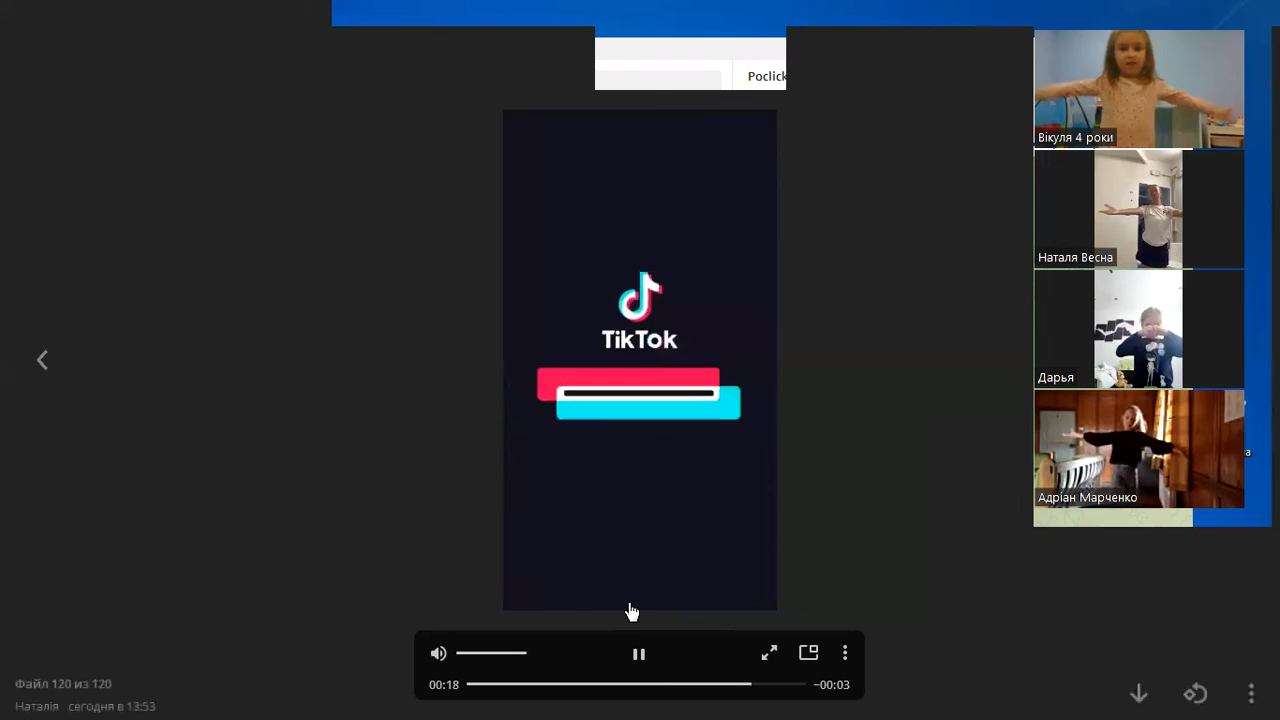 Poclick
Вікуля 4 роки
Наталя Весна
TikTok
Дарья
а
Адріан Марченко
00:18
−00:03
Файл 120 из 120
Наталія сегодня в 13:53